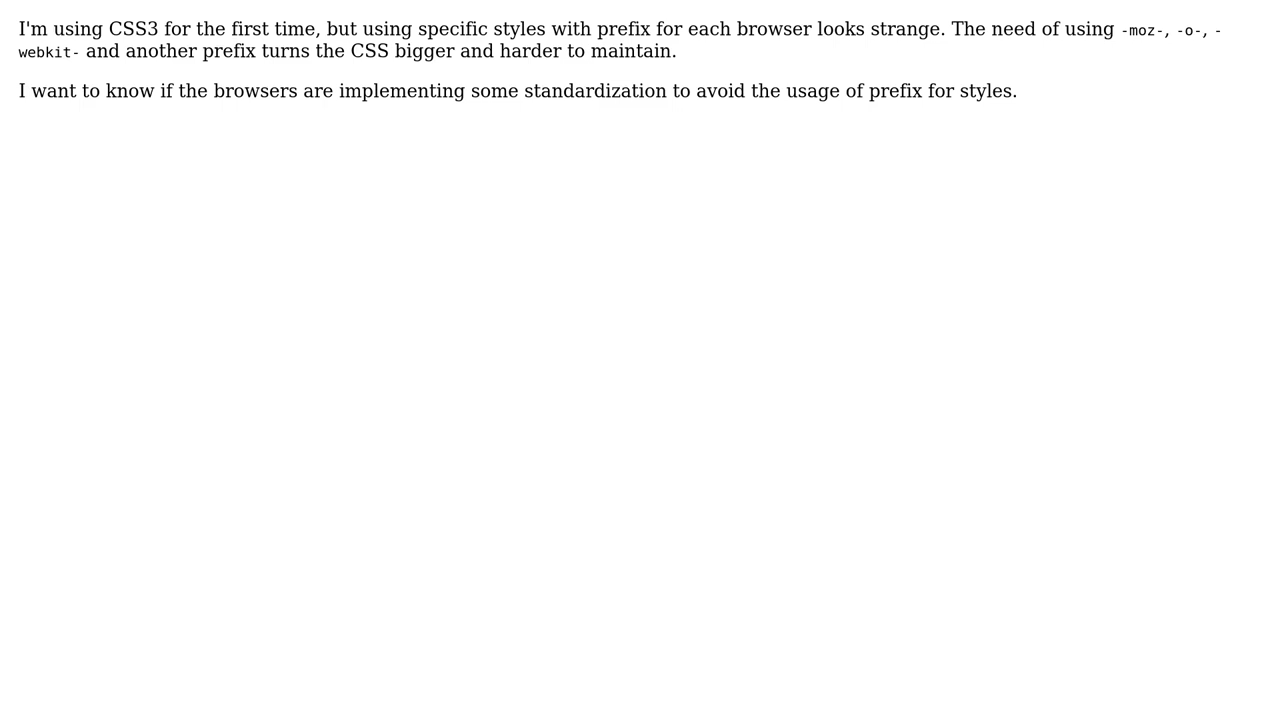 I'm using CSS3 for the first time, but using specific styles with prefix for each browser looks strange. The need of using -moz-, -o-, -
webkit- and another prefix turns the CSS bigger and harder to maintain.
I want to know if the browsers are implementing some standardization to avoid the usage of prefix for styles.